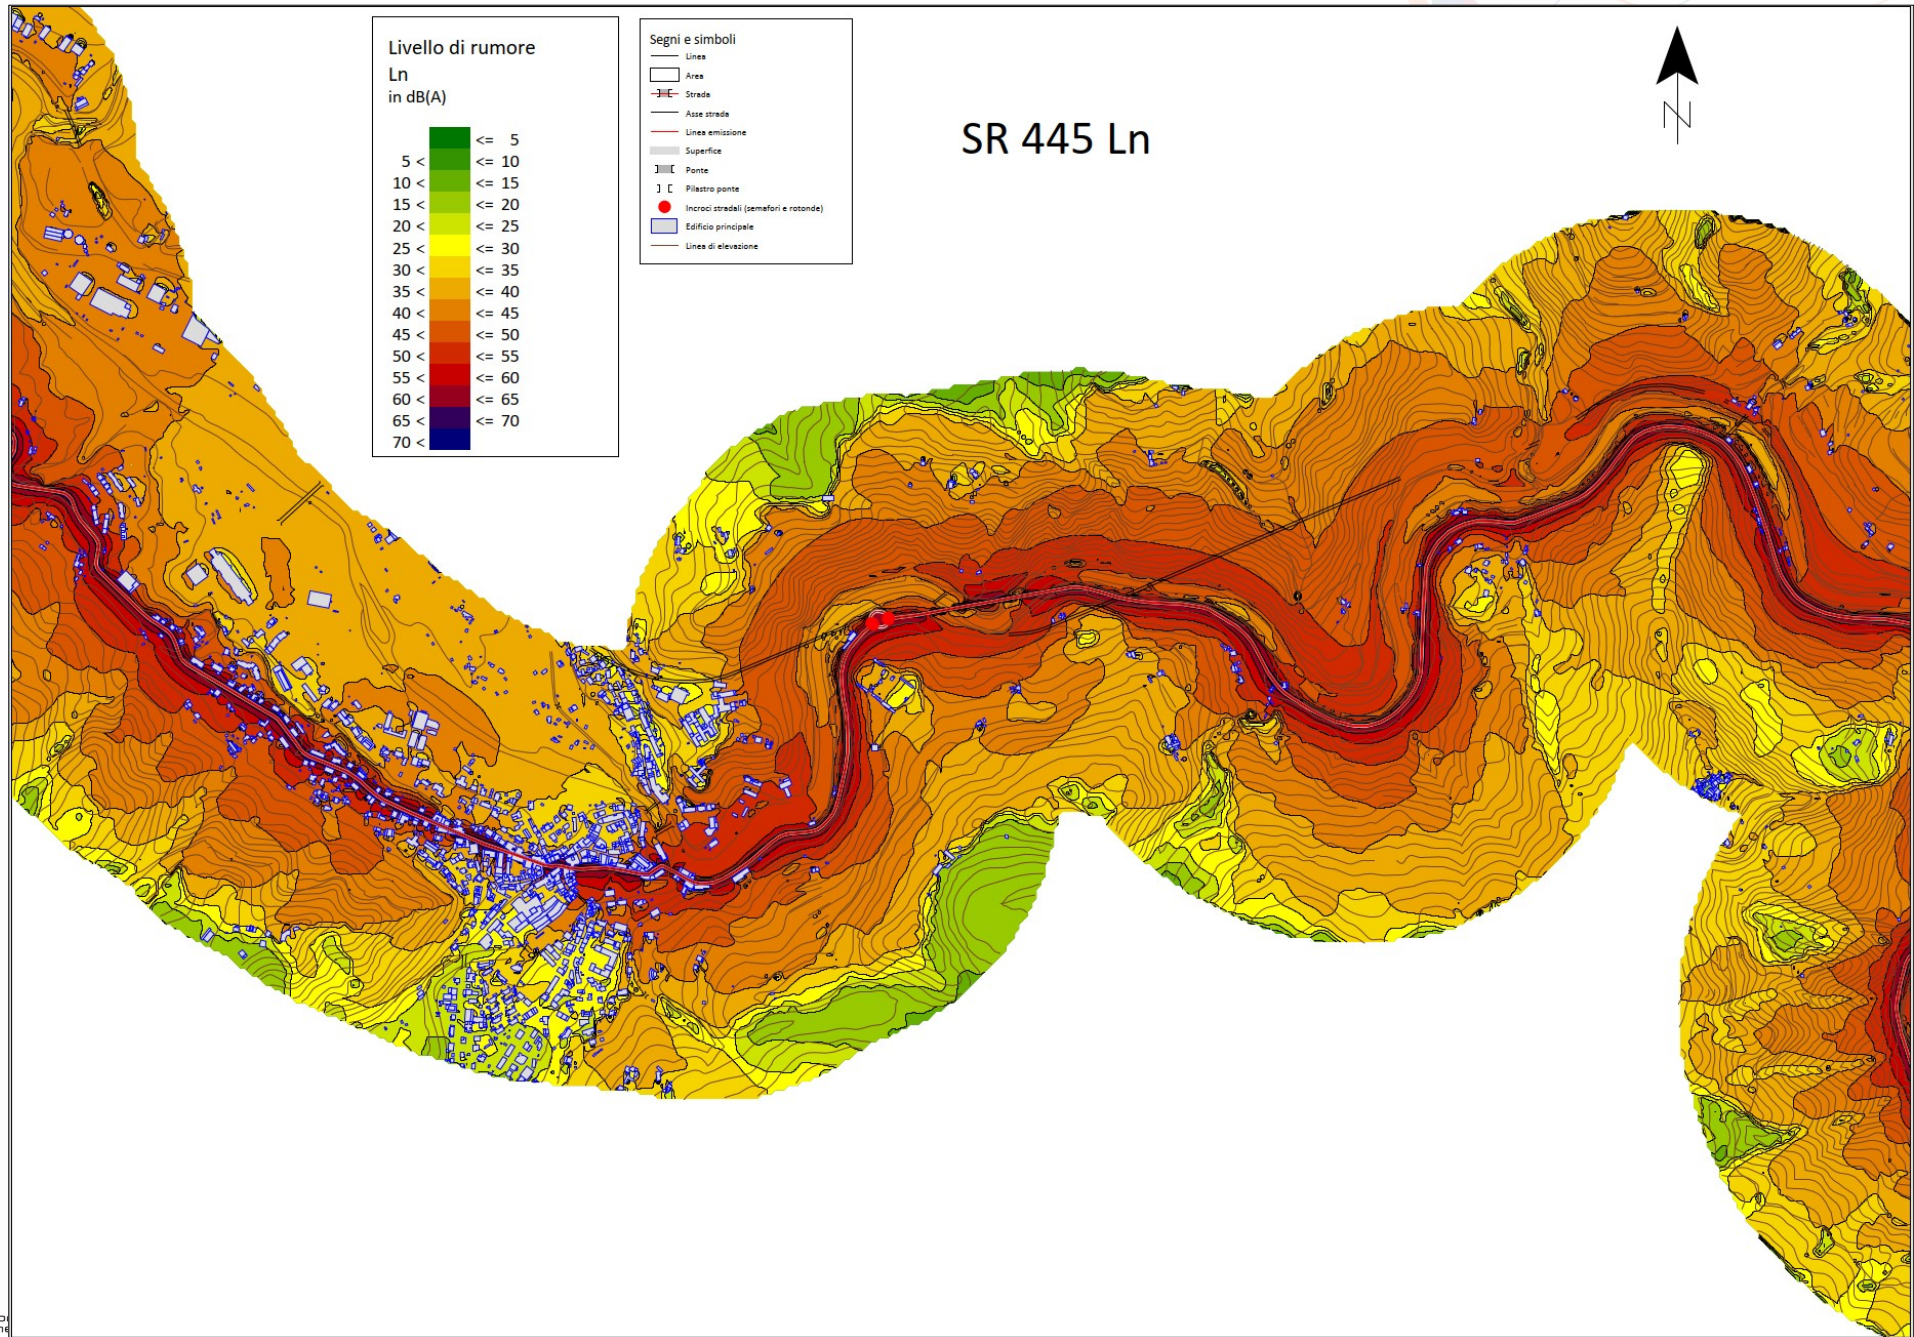 Livello di rumore
Ln
in dB(A)
<= 5
5 < <= 10
10 < <= 15
15 < <= 20
20 < <= 25
25 < <= 30
30 < <= 35
35 < <= 40
40 < <= 45
45 < <= 50
50 < <= 55
55 < <= 60
60 < <= 65
65 < <= 70
70 <
Segni e simboli
Linea
Area
Strada
Asse strada
Linea emissione
Superfice
Ponte
Pilastro ponte
Incroci stradali (semafori e rotonde)
Edificio principale
Linea di elevazione
SR 445 Ln
N